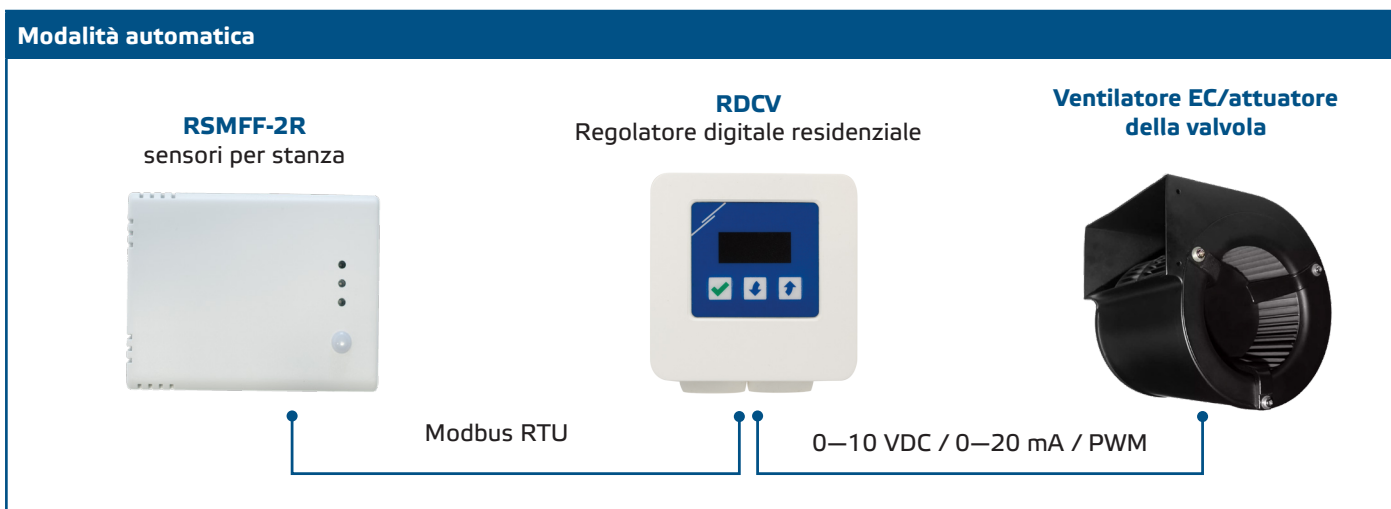 Modalità automatica
RSMFF-2R
sensori per stanza
RDCV
Regolatore digitale residenziale
Ventilatore EC/attuatore
della valvola
Modbus RTU
0—10 VDC / 0—20 mA / PWM